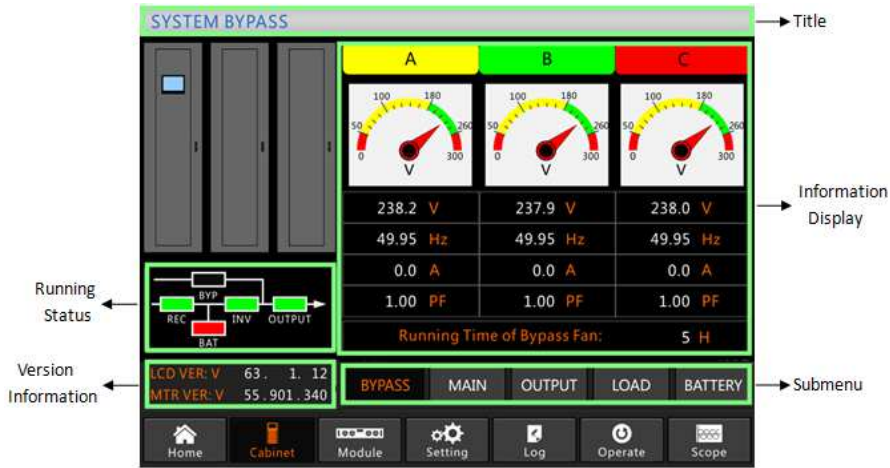 SYSTEM BYPASS
Title
A B C
50 100 180 260 0 300 V
50 100 180 260 0 300 V
50 100 180 260 0 300 V
238.2 V 237.9 V 238.0 V
49.95 Hz 49.95 Hz 49.95 Hz
0.0 A 0.0 A 0.0 A
1.00 PF 1.00 PF 1.00 PF
Running Time of Bypass Fan: 5 H
Information
Display
Running
Status
BYP
REC INV OUTPUT
BAT
Version
Information
LCD VER: V 63. 1. 12
MTR VER: V 55.901.340
BYPASS MAIN OUTPUT LOAD BATTERY
Submenu
Home Cabinet Module Setting Log Operate Scope